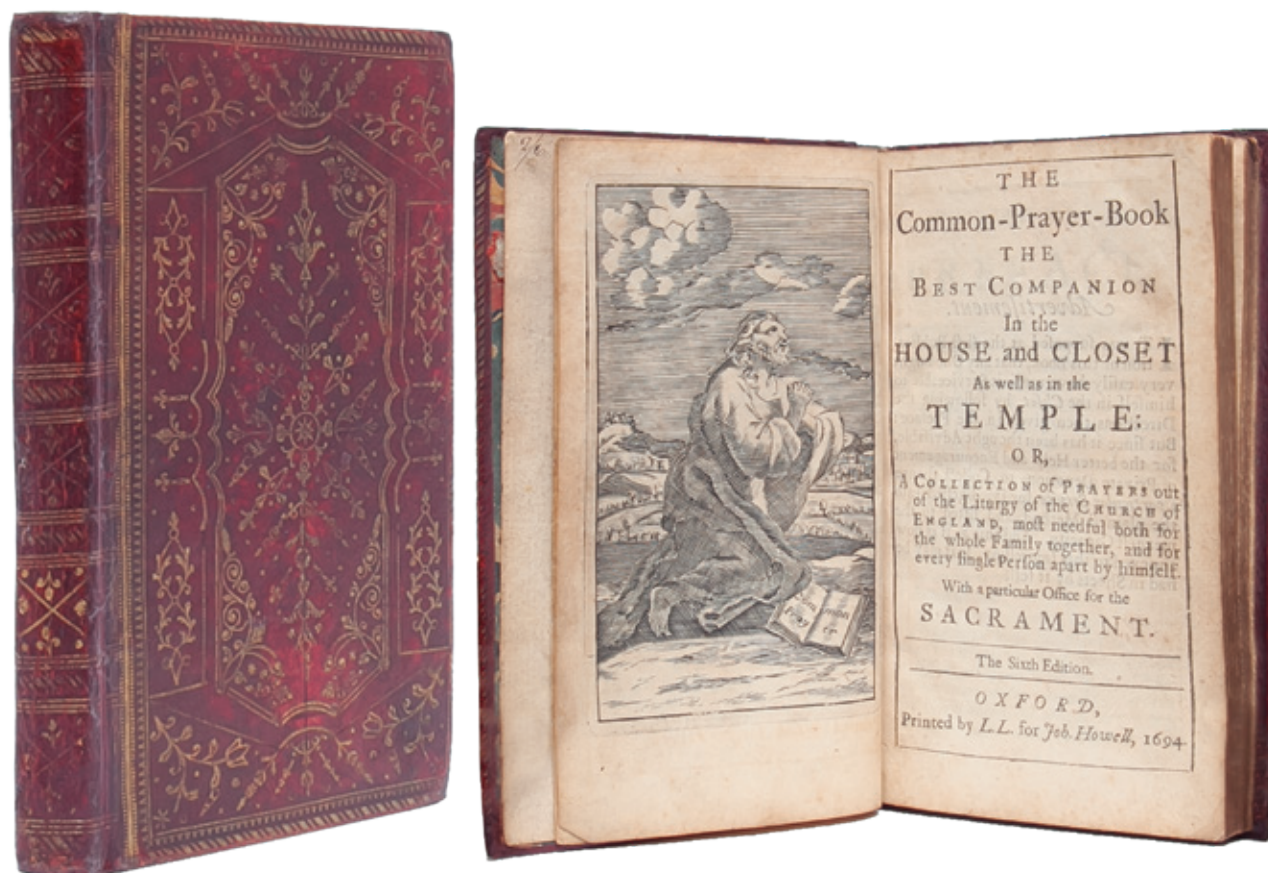 THE
Common-Prayer-Book
THE
BEST COMPANION
In the
HOUSE and CLOSET
As well as in the
TEMPLE:
OR,
A COLLECTION of PRAYERS out
of the Liturgy of the CHURCH of
ENGLAND, moſt needful both for
the whole Family together, and for
every ſingle Perſon apart by himſelf.
With a particular Office for the
SACRAMENT.
The Sixth Edition.
OXFORD,
Printed by L.L. for Job. Howell, 1694